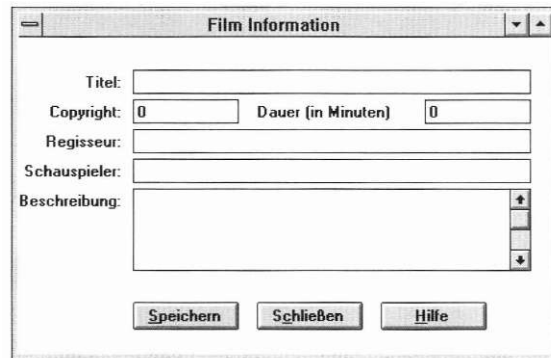 Film Information
Titel:
Copyright: 0 Dauer (in Minuten) 0
Regisseur:
Schauspieler:
Beschreibung:
Speichern Schließen Hilfe